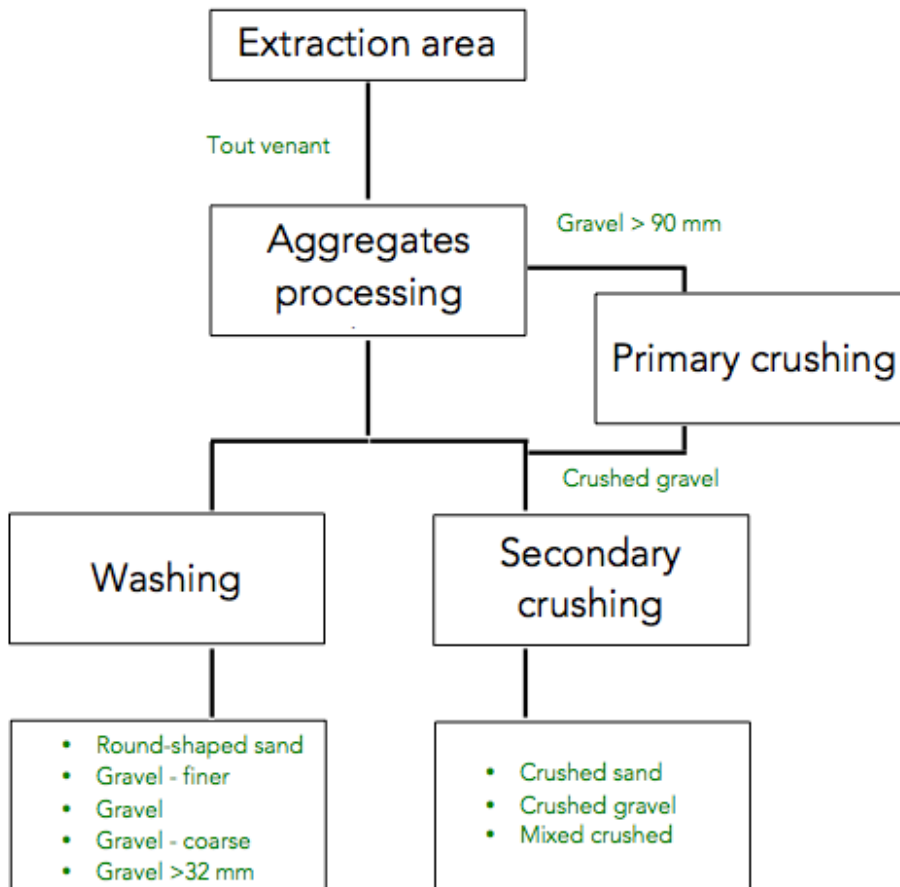 Extraction area
Tout venant
Aggregates
processing
Gravel > 90 mm
Primary crushing
Crushed gravel
Washing
Secondary
crushing
• Round-shaped sand
• Gravel - finer
• Gravel
• Gravel - coarse
• Gravel >32 mm
• Crushed sand
• Crushed gravel
• Mixed crushed